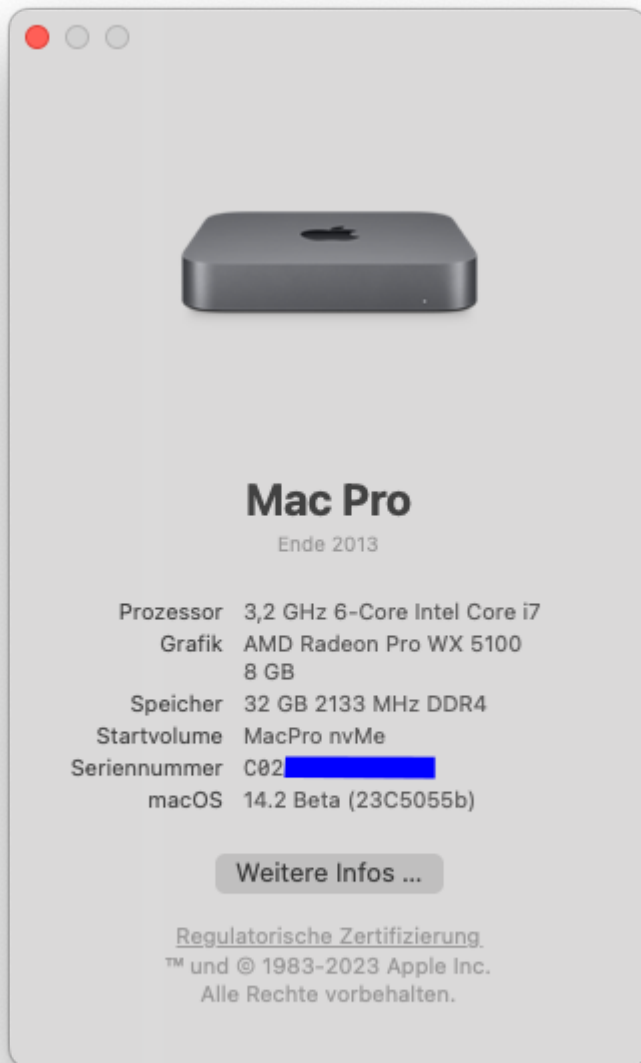 Mac Pro
Ende 2013
Prozessor 3,2 GHz 6-Core Intel Core i7
Grafik AMD Radeon Pro WX 5100
8 GB
Speicher 32 GB 2133 MHz DDR4
Startvolume MacPro nvMe
Seriennummer C02
macOS 14.2 Beta (23C5055b)
Weitere Infos ...
Regulatorische Zertifizierung
™ und © 1983-2023 Apple Inc.
Alle Rechte vorbehalten.